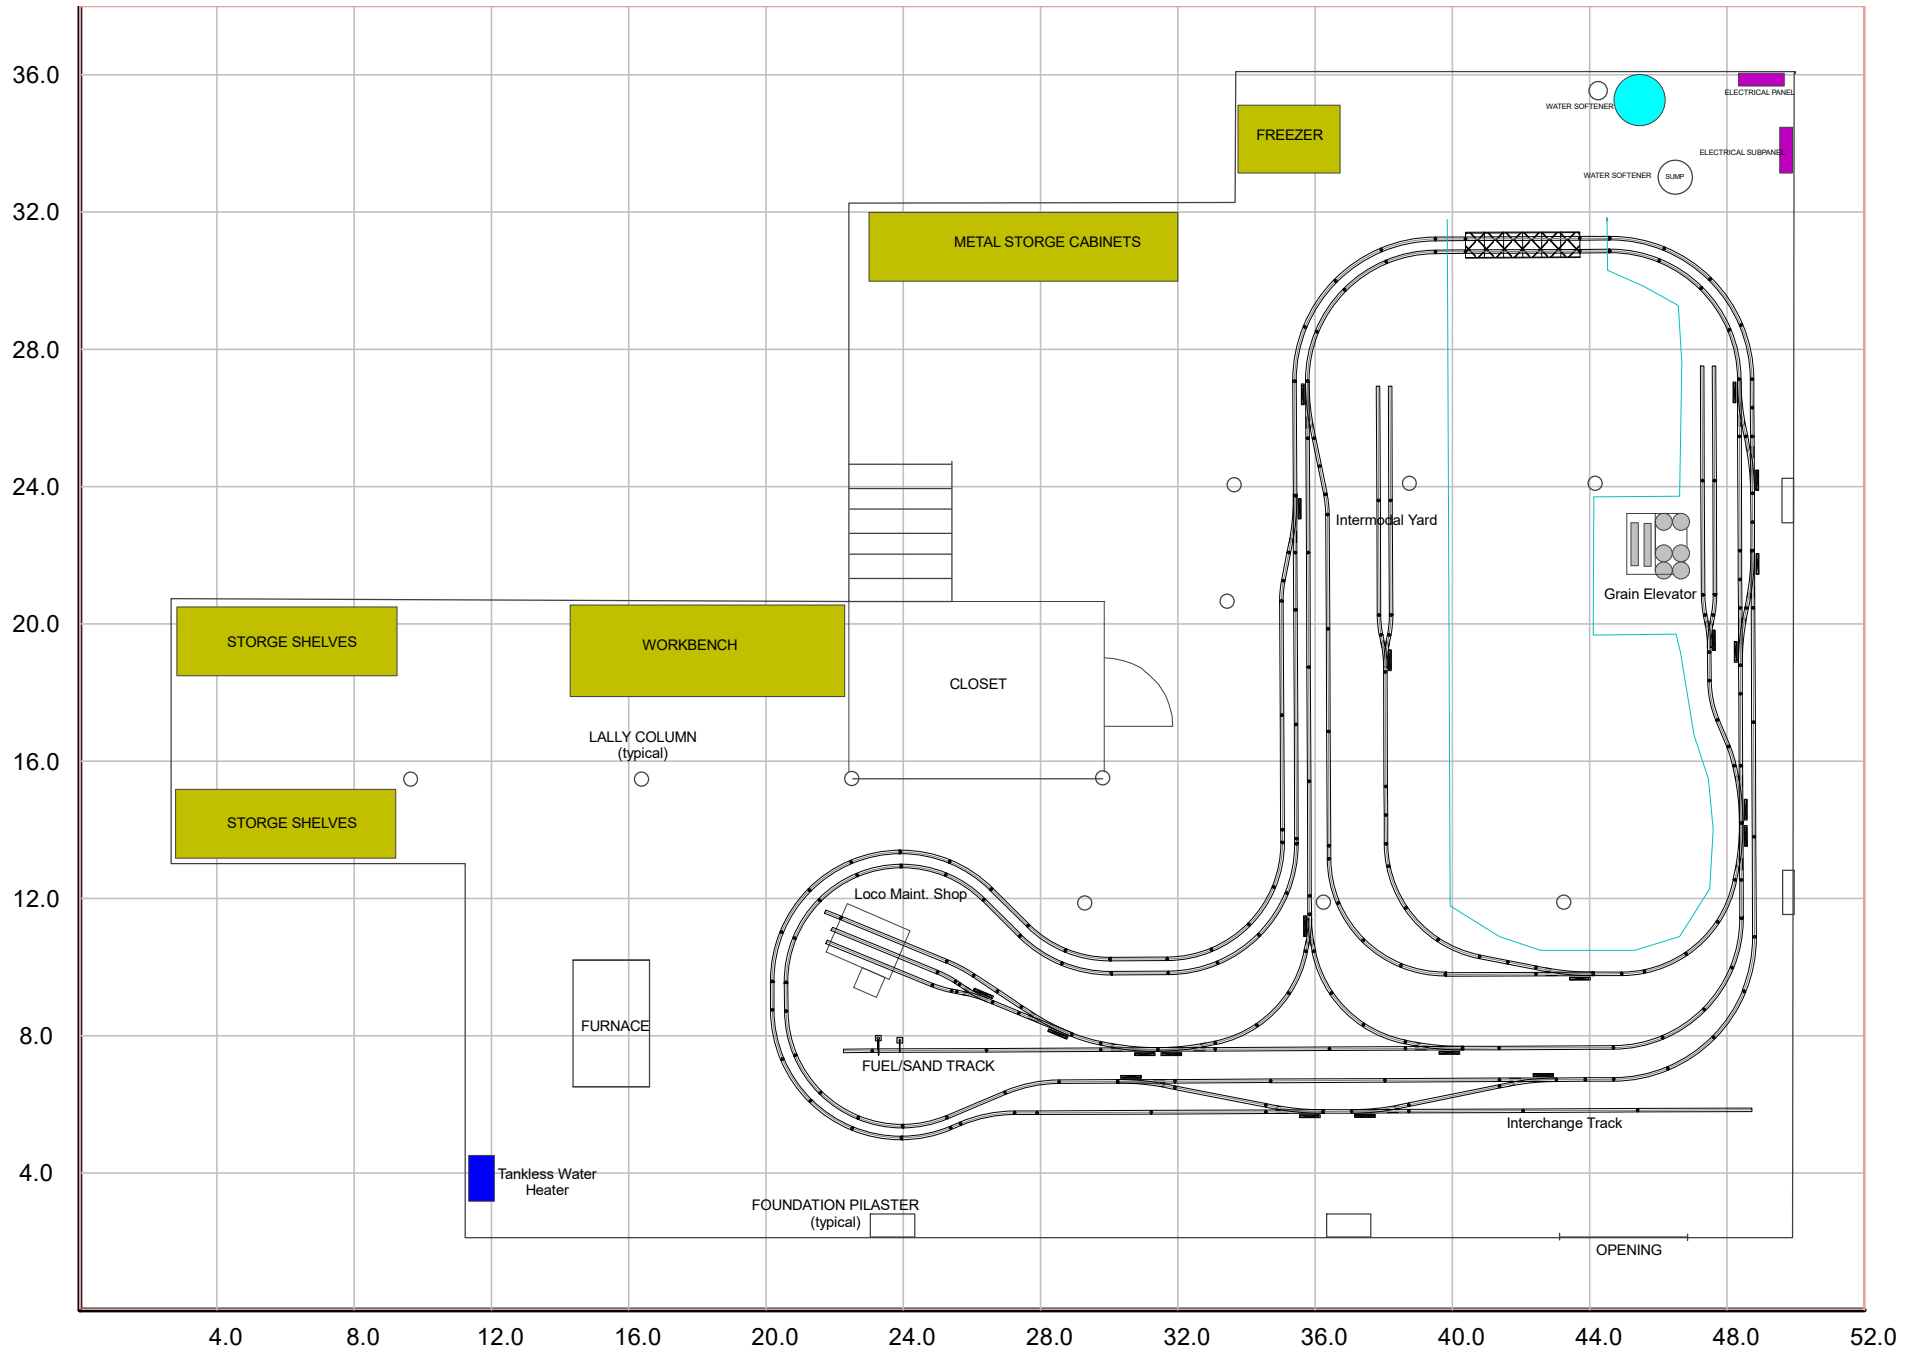 36.0
ELECTRICAL PANEL
WATER SOFTENER
FREEZER
ELECTRICAL SUBPANEL
WATER SOFTENER
SUMP
32.0
METAL STORGE CABINETS
28.0
24.0
Intermodal Yard
Grain Elevator
20.0
STORGE SHELVES
WORKBENCH
CLOSET
LALLY COLUMN
(typical)
16.0
STORGE SHELVES
12.0
Loco Maint. Shop
FURNACE
8.0
FUEL/SAND TRACK
Interchange Track
4.0
Tankless Water
Heater
FOUNDATION PILASTER
(typical)
OPENING
4.0
8.0
12.0
16.0
20.0
24.0
28.0
32.0
36.0
40.0
44.0
48.0
52.0